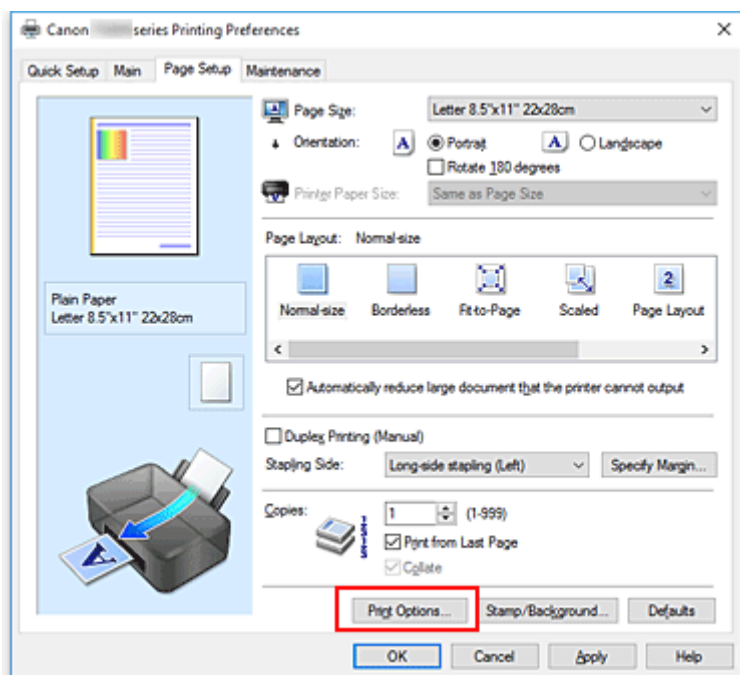 Canon series Printing Preferences
Quick Setup Main Page Setup Maintenance
Page Size: Letter 8.5"x11" 22x28cm
Orientation: A Portrait A Landscape
Rotate 180 degrees
Printer Paper Size: Same as Page Size
Page Layout: Normal-size
2
Normal-size Borderless Fit-to-Page Scaled Page Layout
Plain Paper
Letter 8.5"x11" 22x28cm
Automatically reduce large document that the printer cannot output
Duplex Printing (Manual)
Stapling Side: Long-side stapling (Left) Specify Margin...
Copies: 1 (1-999)
Print from Last Page
Collate
A
Print Options... Stamp/Background... Defaults
OK Cancel Apply Help